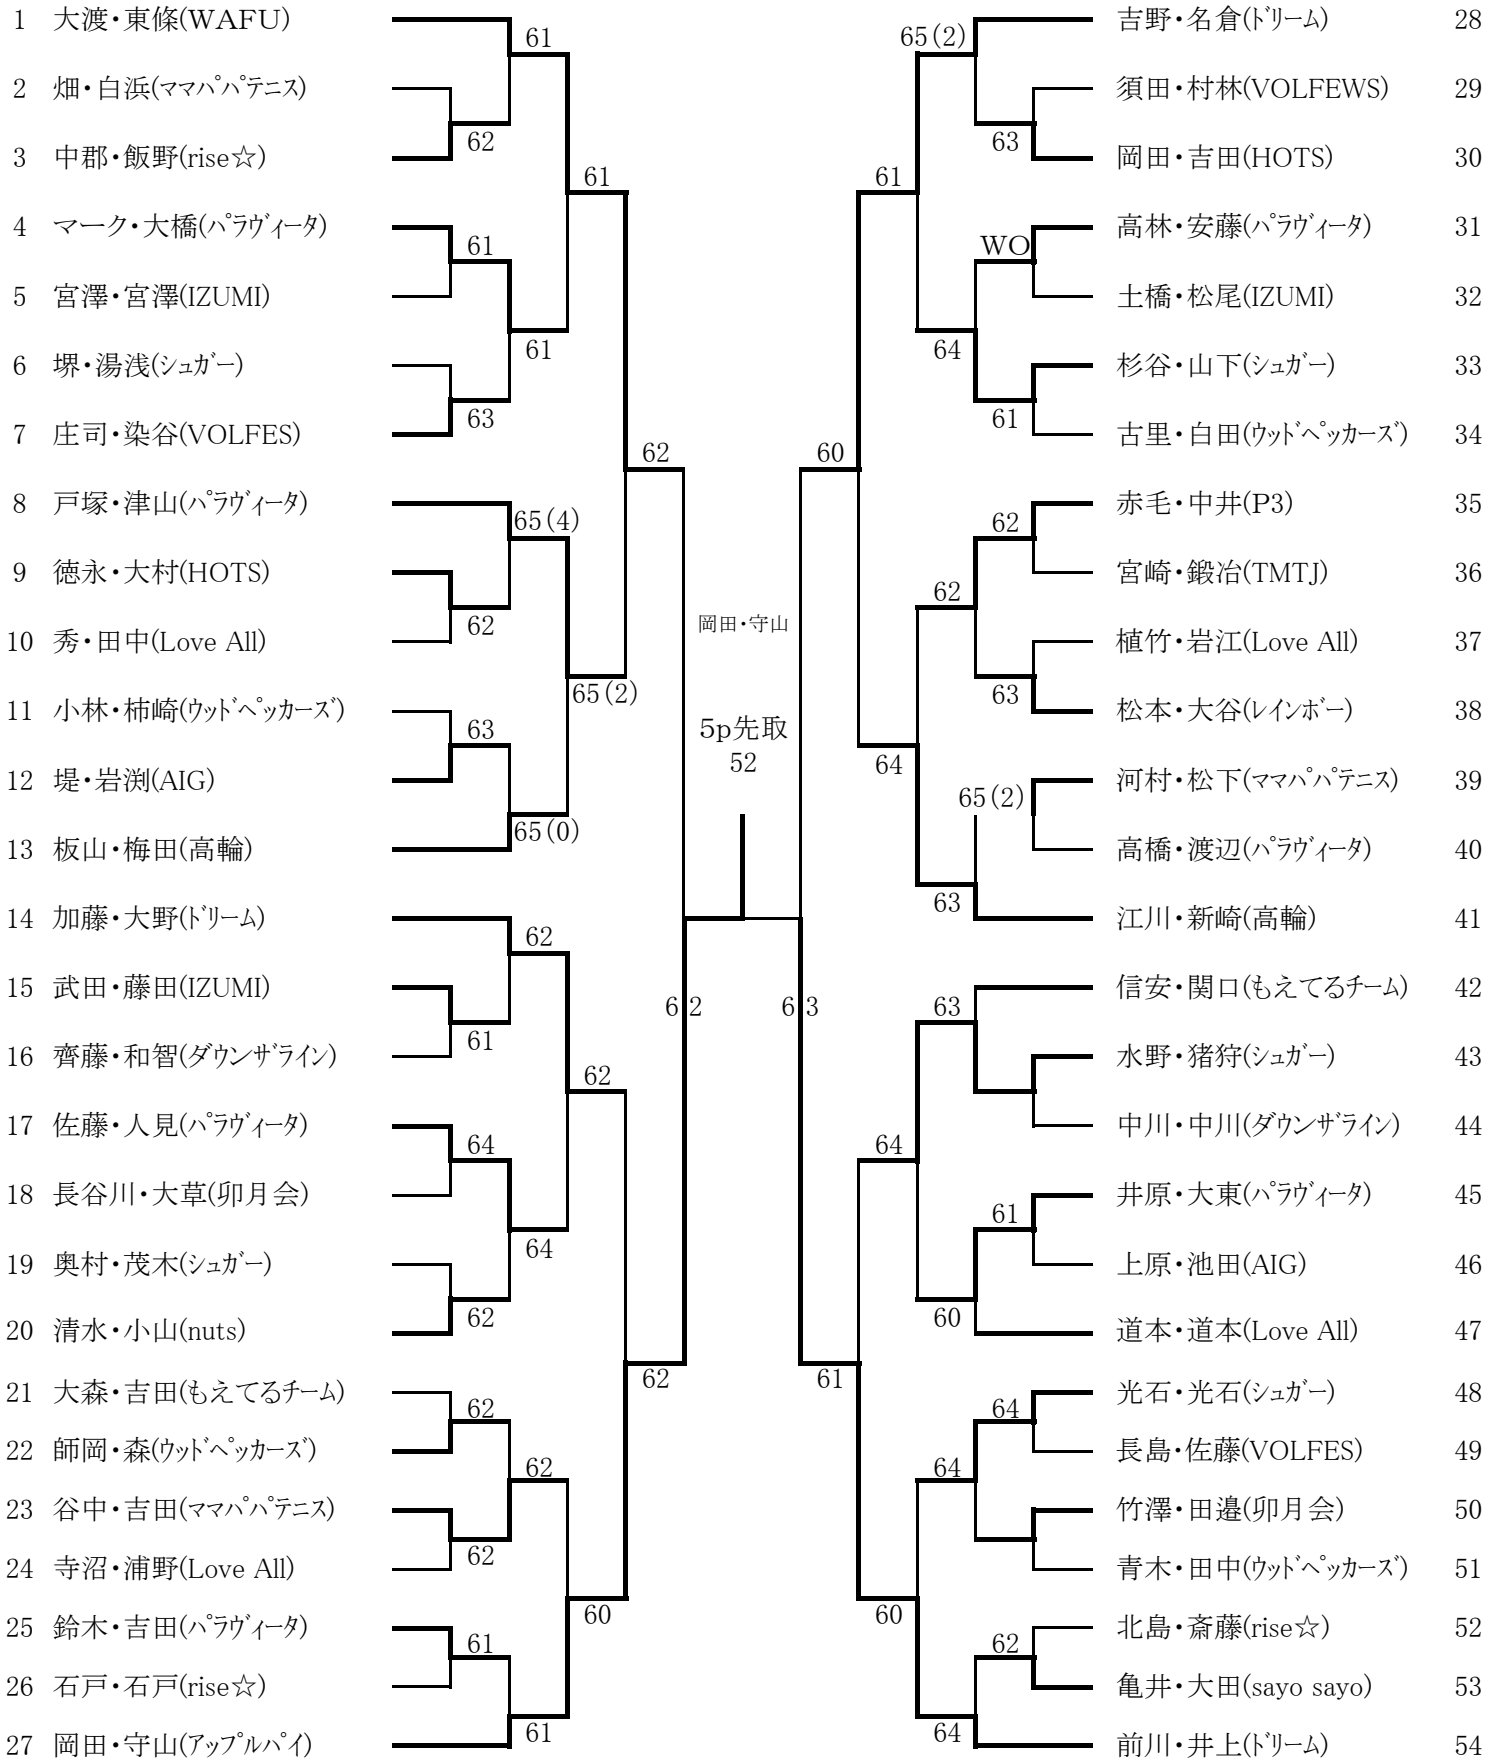 1 大渡・東條(WAFU)
2 畑・白浜(ママパパテニス)
3 中郡・飯野(rise☆)
4 マーク・大橋(パラヴィータ)
5 宮澤・宮澤(IZUMI)
6 堺・湯浅(シュガー)
7 庄司・染谷(VOLFES)
8 戸塚・津山(パラヴィータ)
9 徳永・大村(HOTS)
10 秀・田中(Love All)
11 小林・柿崎(ウッドペッカーズ)
12 堤・岩渕(AIG)
13 板山・梅田(高輪)
14 加藤・大野(ドリーム)
15 武田・藤田(IZUMI)
16 齊藤・和智(ダウンザライン)
17 佐藤・人見(パラヴィータ)
18 長谷川・大草(卯月会)
19 奥村・茂木(シュガー)
20 清水・小山(nuts)
21 大森・吉田(もえてるチーム)
22 師岡・森(ウッドペッカーズ)
23 谷中・吉田(ママパパテニス)
24 寺沼・浦野(Love All)
25 鈴木・吉田(パラヴィータ)
26 石戸・石戸(rise☆)
27 岡田・守山(アップルパイ)
62
61
63
62
63
61
64
62
62
62
61
61
61
65(4)
65(0)
62
64
62
61
61
65(2)
62
60
62
62
62
岡田・守山
5p先取
52
63
60
61
61
64
64
60
65(2)
64
62
63
63
60
64
64
63
WO
61
62
63
65(2)
61
64
62
吉野・名倉(ドリーム) 28
須田・村林(VOLFEWS) 29
岡田・吉田(HOTS) 30
高林・安藤(パラヴィータ) 31
土橋・松尾(IZUMI) 32
杉谷・山下(シュガー) 33
古里・白田(ウッドペッカーズ) 34
赤毛・中井(P3) 35
宮崎・鍛冶(TMTJ) 36
植竹・岩江(Love All) 37
松本・大谷(レインボー) 38
河村・松下(ママパパテニス) 39
高橋・渡辺(パラヴィータ) 40
江川・新崎(高輪) 41
信安・関口(もえてるチーム) 42
水野・猪狩(シュガー) 43
中川・中川(ダウンザライン) 44
井原・大東(パラヴィータ) 45
上原・池田(AIG) 46
道本・道本(Love All) 47
光石・光石(シュガー) 48
長島・佐藤(VOLFES) 49
竹澤・田邉(卯月会) 50
青木・田中(ウッドペッカーズ) 51
北島・斎藤(rise☆) 52
亀井・大田(sayo sayo) 53
前川・井上(ドリーム) 54